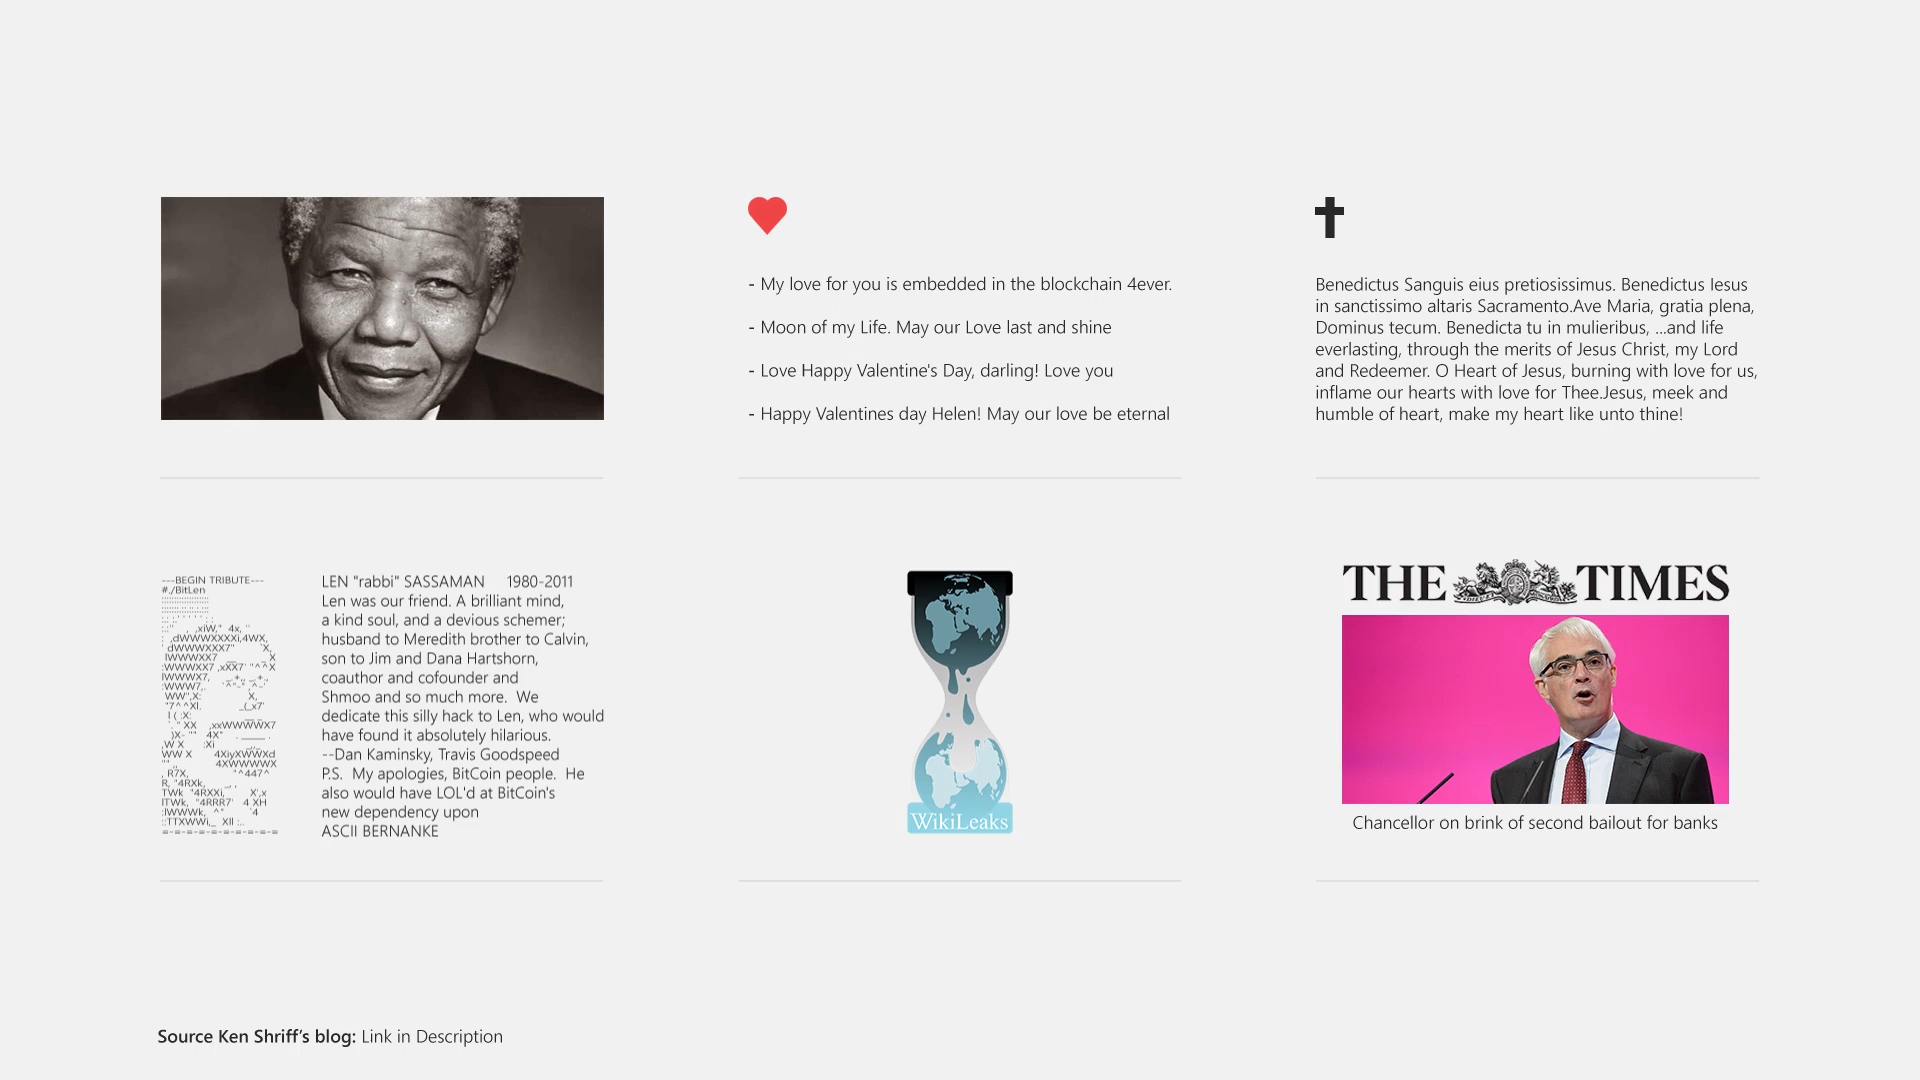 - My love for you is embedded in the blockchain 4ever.
- Moon of my Life. May our Love last and shine
- Love Happy Valentine's Day, darling! Love you
- Happy Valentines day Helen! May our love be eternal
Benedictus Sanguis eius pretiosissimus. Benedictus Iesus
in sanctissimo altaris Sacramento.Ave Maria, gratia plena,
Dominus tecum. Benedicta tu in mulieribus, ...and life
everlasting, through the merits of Jesus Christ, my Lord
and Redeemer. O Heart of Jesus, burning with love for us,
inflame our hearts with love for Thee.Jesus, meek and
humble of heart, make my heart like unto thine!
---BEGIN TRIBUTE---
#./BitLen
LEN "rabbi" SASSAMAN 1980-2011
Len was our friend. A brilliant mind,
a kind soul, and a devious schemer;
husband to Meredith brother to Calvin,
son to Jim and Dana Hartshorn,
coauthor and cofounder and
Shmoo and so much more. We
dedicate this silly hack to Len, who would
have found it absolutely hilarious.
--Dan Kaminsky, Travis Goodspeed
P.S. My apologies, BitCoin people. He
also would have LOL'd at BitCoin's
new dependency upon
ASCII BERNANKE
WikiLeaks
THE TIMES
Chancellor on brink of second bailout for banks
Source Ken Shriff's blog: Link in Description